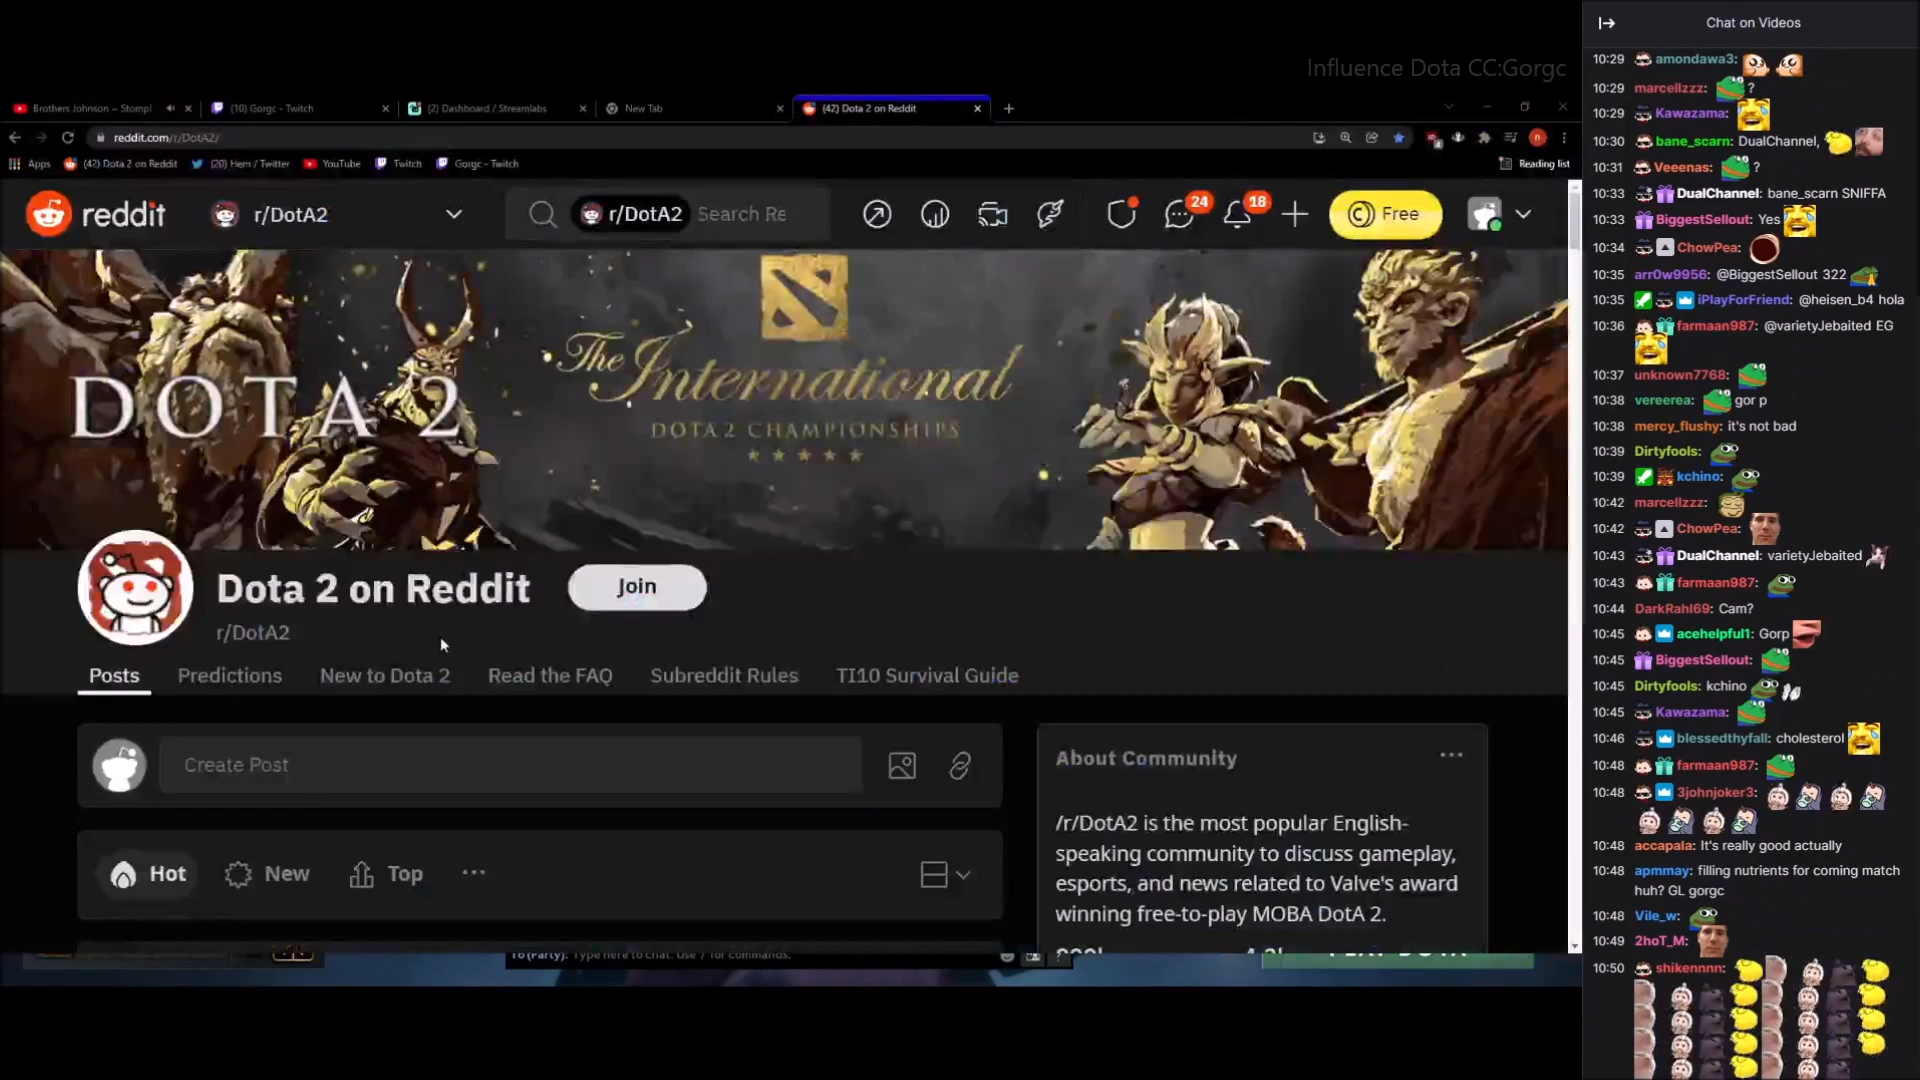 Influence Dota CC:Gorgc
Brothers Johnson ~ Stomp!
(10) Gorgc - Twitch
(2) Dashboard / Streamlabs
New Tab
(42) Dota 2 on Reddit
reddit.com/r/DotA2/
Apps
(42) Dota 2 on Reddit
(20) Hem / Twitter
YouTube
Twitch
Gorgc - Twitch
Reading list
reddit
r/DotA2
r/DotA2
Search Re
24
18
Free
DOTA 2
The International
DOTA 2 CHAMPIONSHIPS
Dota 2 on Reddit
Join
r/DotA2
Posts
Predictions
New to Dota 2
Read the FAQ
Subreddit Rules
TI10 Survival Guide
Create Post
Hot
New
Top
About Community
/r/DotA2 is the most popular English-
speaking community to discuss gameplay,
esports, and news related to Valve's award
winning free-to-play MOBA DotA 2.
To (Party): Type here to chat. Use '/' for commands.
Chat on Videos
10:29 amondawa3:
10:29 marcellzzz: ?
10:29 Kawazama:
10:30 bane_scarn: DualChannel,
10:31 Veeenas: ?
10:33 DualChannel: bane_scarn SNIFFA
10:33 BiggestSellout: Yes
10:34 ChowPea:
10:35 arr0w9956: @BiggestSellout 322
10:35 iPlayForFriend: @heisen_b4 hola
10:36 farmaan987: @varietyJebaited EG
10:37 unknown7768:
10:38 vereerea: gor p
10:38 mercy_flushy: it's not bad
10:39 Dirtyfools:
10:39 kchino:
10:42 marcellzzz:
10:42 ChowPea:
10:43 DualChannel: varietyJebaited
10:43 farmaan987:
10:44 DarkRahl69: Cam?
10:45 acehelpful1: Gorp
10:45 BiggestSellout:
10:45 Dirtyfools: kchino
10:45 Kawazama:
10:46 blessedthyfall: cholesterol
10:48 farmaan987:
10:48 3johnjoker3:
10:48 accapala: It's really good actually
10:48 apmmay: filling nutrients for coming match
huh? GL gorgc
10:48 Vile_w:
10:49 2hoT_M:
10:50 shikennnn: